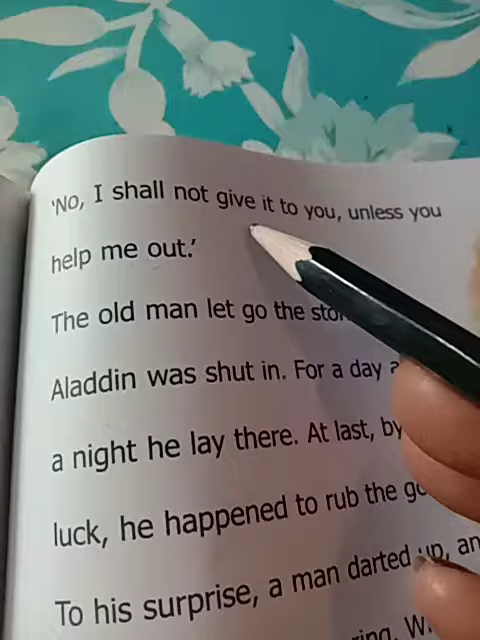 'No, I shall not give it to you, unless you
help me out.'
The old man let go the
Aladdin was shut in. For a day
a night he lay there. At last, by
luck, he happened to rub the
To his surprise, a man darted up,